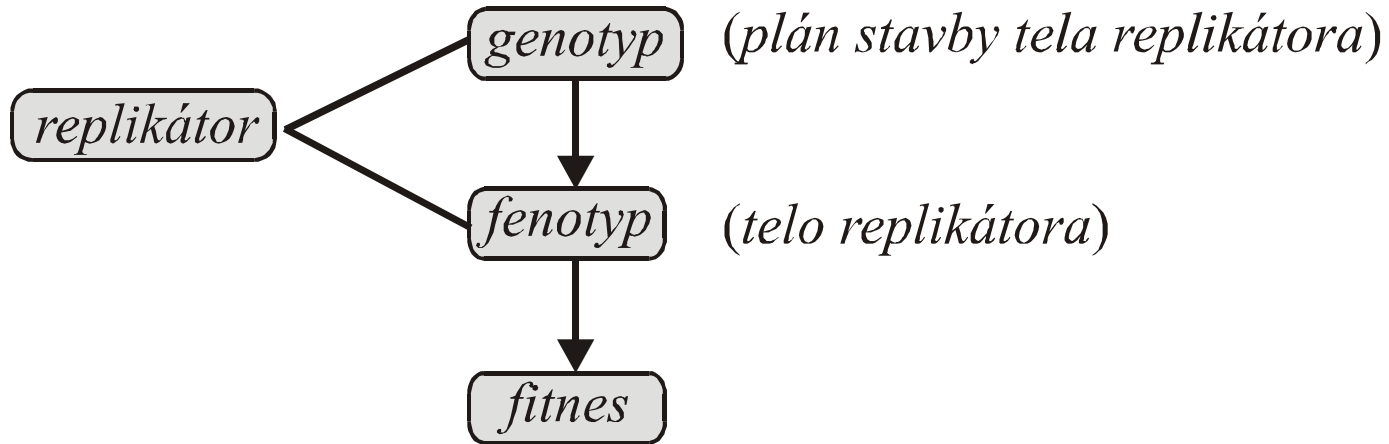 genotyp (plán stavby tela replikátora)
replikátor
fenotyp (telo replikátora)
fitnes